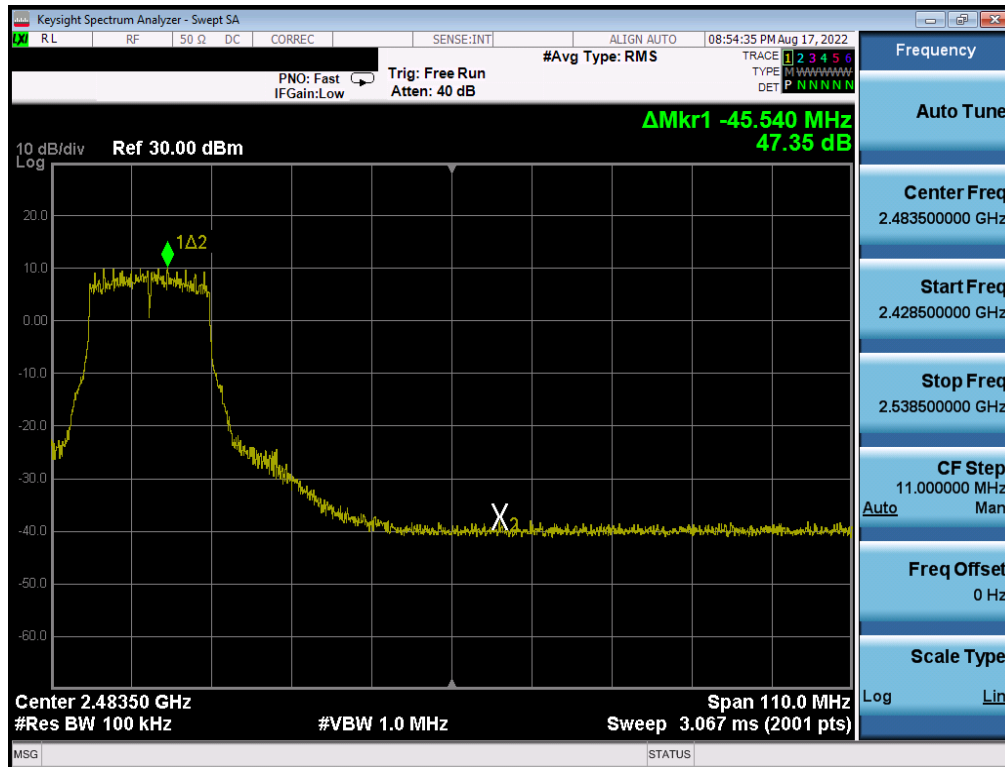 Keysight Spectrum Analyzer - Swept SA
LXI RL RF 50 Ω DC CORREC SENSE:INT ALIGN AUTO 08:54:35 PM Aug 17, 2022
#Avg Type: RMS TRACE 1 2 3 4 5 6
PNO: Fast Trig: Free Run TYPE M W W W W W
IFGain:Low Atten: 40 dB DET P N N N N N
ΔMkr1 -45.540 MHz
10 dB/div Ref 30.00 dBm 47.35 dB
Log
20.0
1Δ2
10.0
0.00
-10.0
-20.0
-30.0
-40.0
X2
-50.0
-60.0
Center 2.48350 GHz Span 110.0 MHz
#Res BW 100 kHz #VBW 1.0 MHz Sweep 3.067 ms (2001 pts)
MSG STATUS
Frequency
Auto Tune
Center Freq
2.483500000 GHz
Start Freq
2.428500000 GHz
Stop Freq
2.538500000 GHz
CF Step
11.000000 MHz
Auto Man
Freq Offset
0 Hz
Scale Type
Log Lin